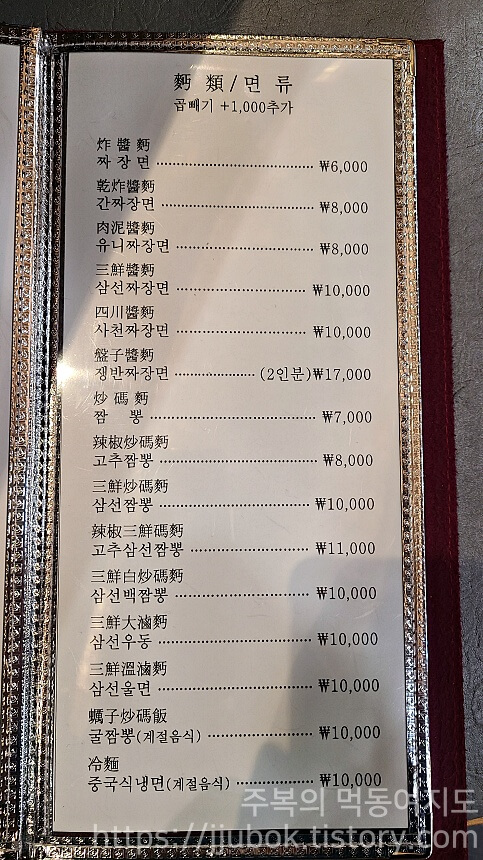 麪 類 / 면 류
곱빼기 +1,000추가
炸 醬 麪
짜 장 면 ₩6,000
乾炸醬麪
간짜장면 ₩8,000
肉泥醬麪
유니짜장면 ₩8,000
三鮮醬麪
삼선짜장면 ₩10,000
四川醬麪
사천짜장면 ₩10,000
盤子醬麪
쟁반짜장면 (2인분)₩17,000
炒 碼 麪
짬 뽕 ₩7,000
辣椒炒碼麪
고추짬뽕 ₩8,000
三鮮炒碼麪
삼선짬뽕 ₩10,000
辣椒三鮮碼麪
고추삼선짬뽕 ₩11,000
三鮮白炒碼麪
삼선백짬뽕 ₩10,000
三鮮大滷麪
삼선우동 ₩10,000
三鮮溫滷麪
삼선울면 ₩10,000
蠣子炒碼飯
굴짬뽕(계절음식) ₩10,000
冷麵
중국식냉면(계절음식) ₩10,000
주복의 먹동여지도
https://jjubok.tistory.com